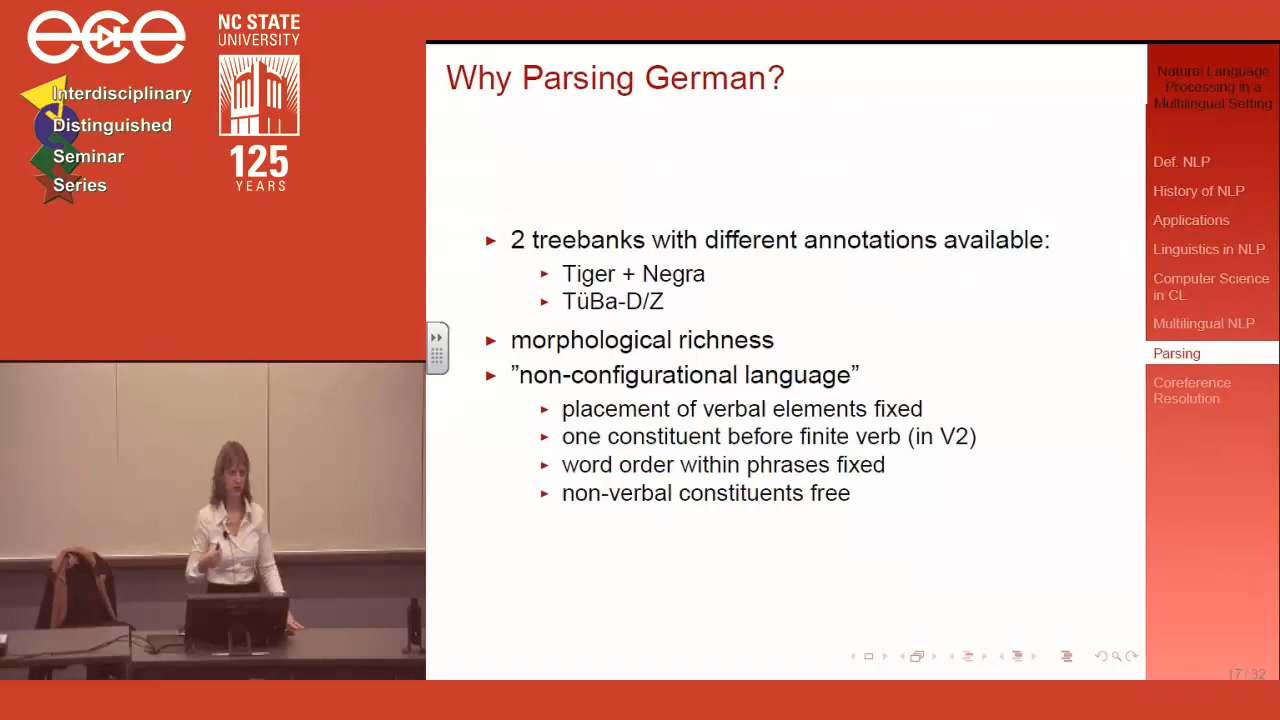 ece
NC STATE
UNIVERSITY
Interdisciplinary
Distinguished
Seminar
Series
125
YEARS
Why Parsing German?
2 treebanks with different annotations available:
Tiger + Negra
TüBa-D/Z
morphological richness
”non-configurational language”
placement of verbal elements fixed
one constituent before finite verb (in V2)
word order within phrases fixed
non-verbal constituents free
Natural Language
Processing in a
Multilingual Setting
Def. NLP
History of NLP
Applications
Linguistics in NLP
Computer Science
in CL
Multilingual NLP
Parsing
Coreference
Resolution
17 / 32